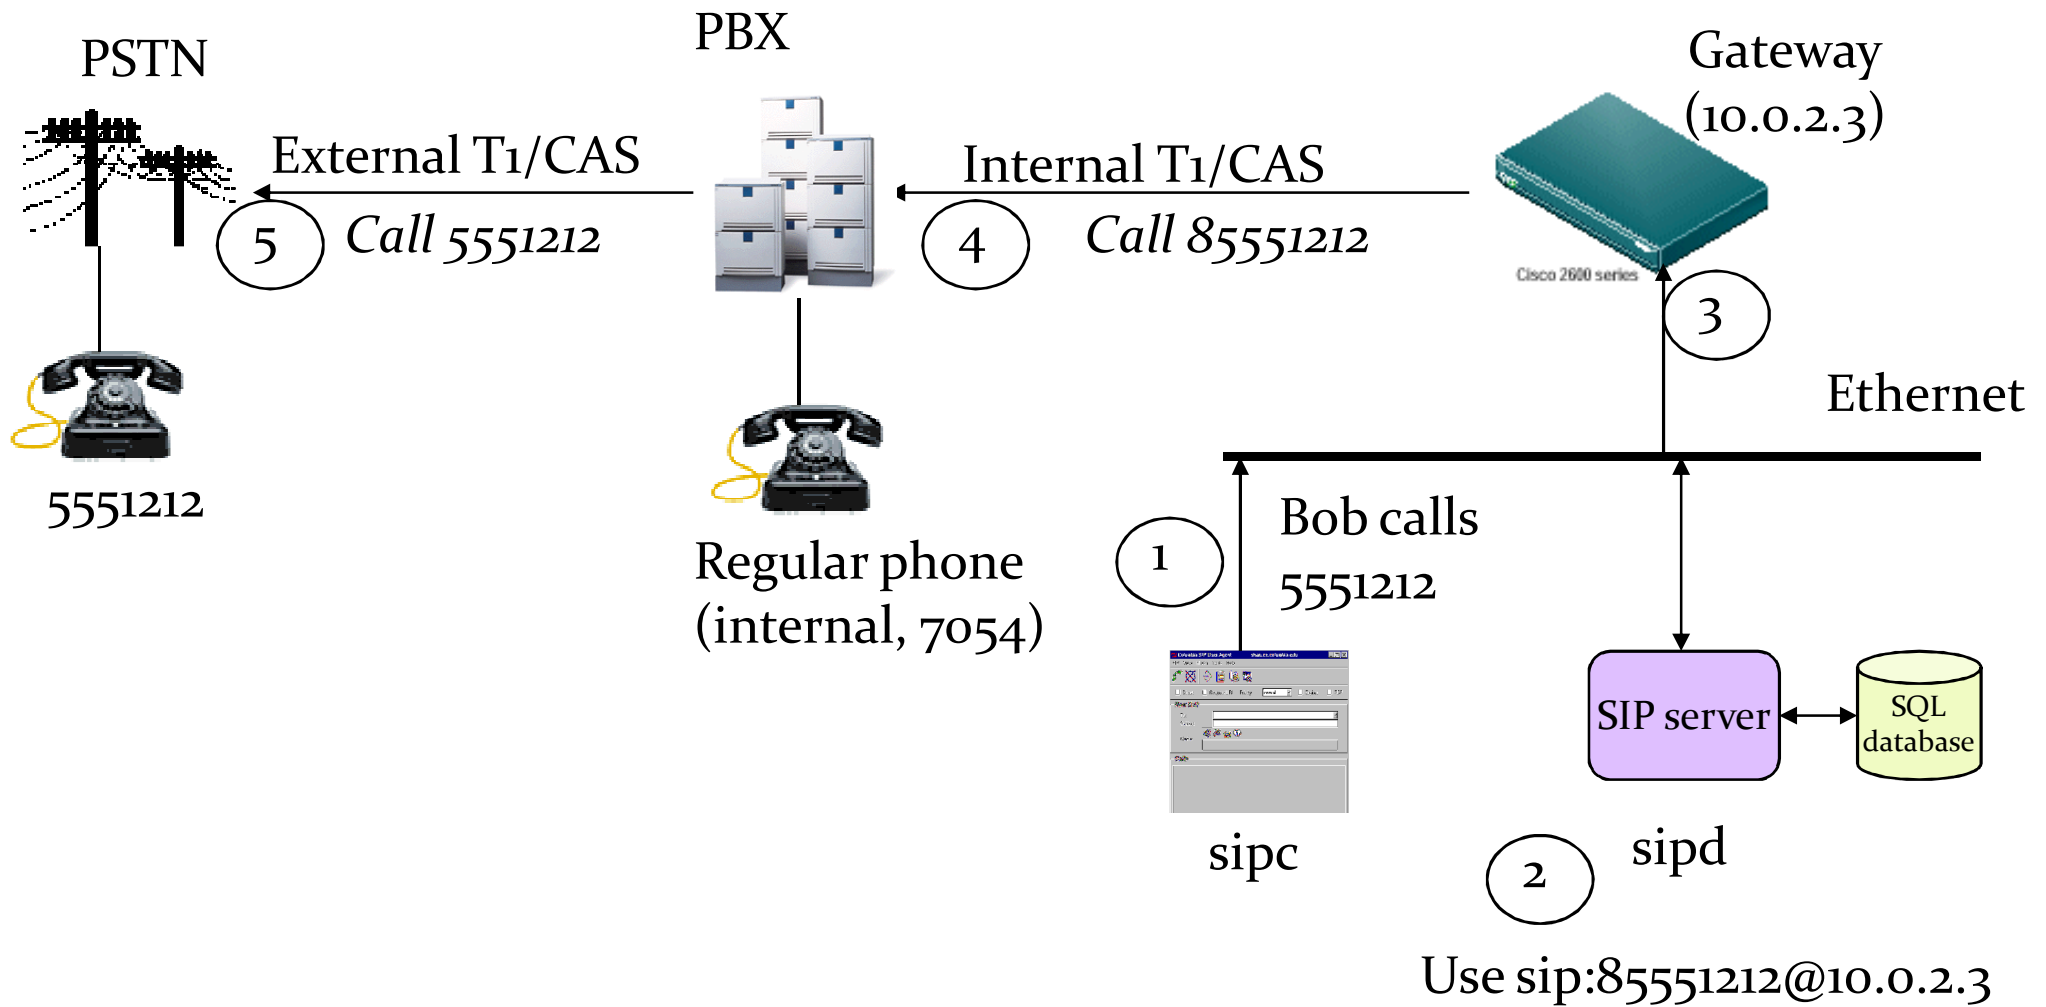 PSTN
PBX
Gateway
(10.0.2.3)
External T1/CAS
Internal T1/CAS
5
Call 5551212
4
Call 85551212
Cisco 2600 series
3
Ethernet
5551212
Regular phone
(internal, 7054)
1
Bob calls
5551212
SIP server
SQL
database
sipc
sipd
2
Use sip:85551212@10.0.2.3